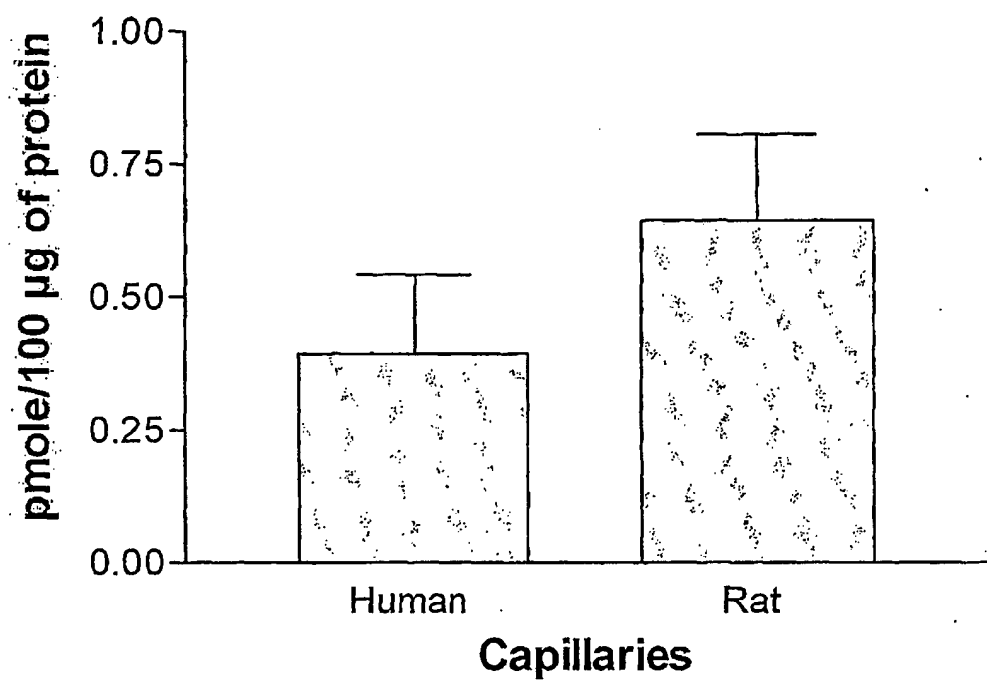 pmole/100 µg of protein
1.00
0.75
0.50
0.25
0.00
Human
Rat
Capillaries